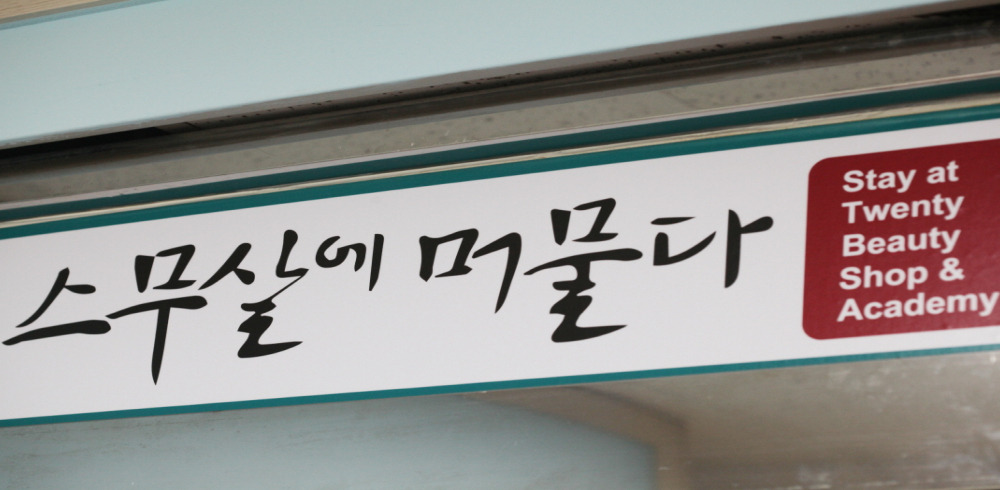 스무살에 머물다
Stay at
Twenty
Beauty
Shop &
Academy